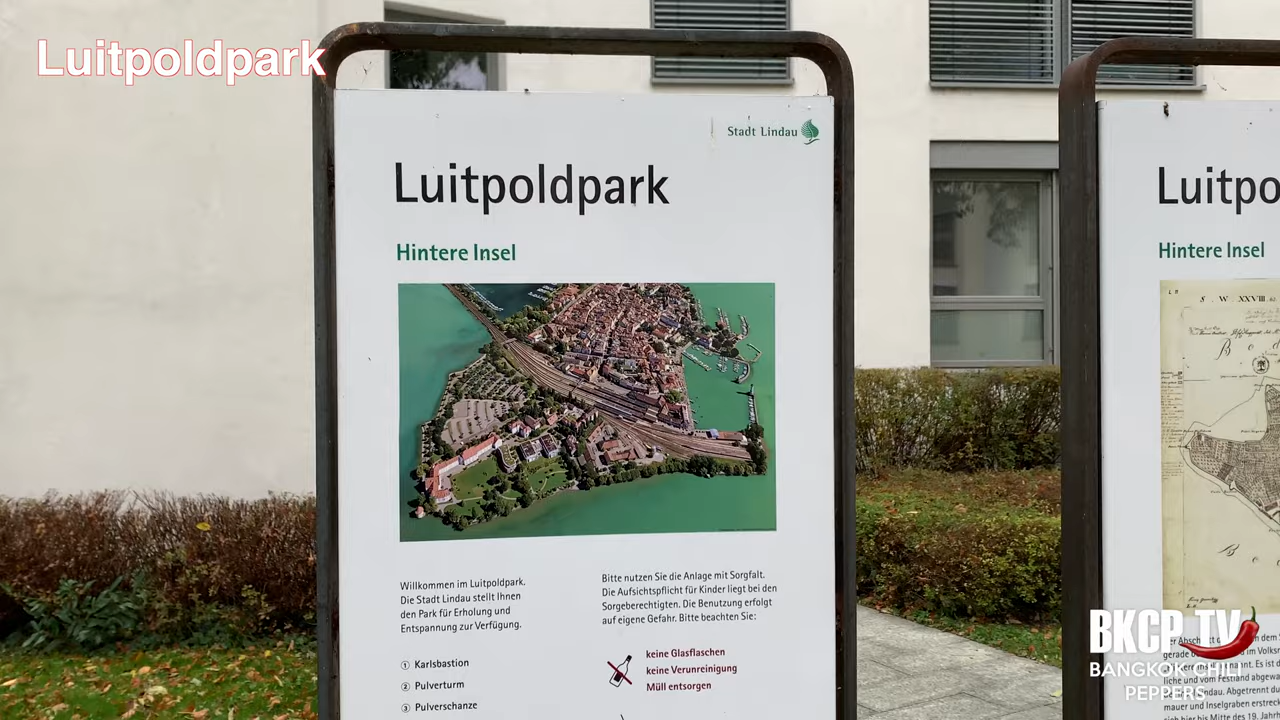 Luitpoldpark
Stadt Lindau
Luitpoldpark
Hintere Insel
Willkommen im Luitpoldpark.
Die Stadt Lindau stellt Ihnen
den Park für Erholung und
Entspannung zur Verfügung.
① Karlsbastion
② Pulverturm
③ Pulverschanze
Bitte nutzen Sie die Anlage mit Sorgfalt.
Die Aufsichtspflicht für Kinder liegt bei den
Sorgeberechtigten. Die Benutzung erfolgt
auf eigene Gefahr. Bitte beachten Sie:
keine Glasflaschen
keine Verunreinigung
Müll entsorgen
Luitpo
Hintere Insel
S. W. XXVIII.
BKCP TV
BANGKOK CHILI
PEPPERS